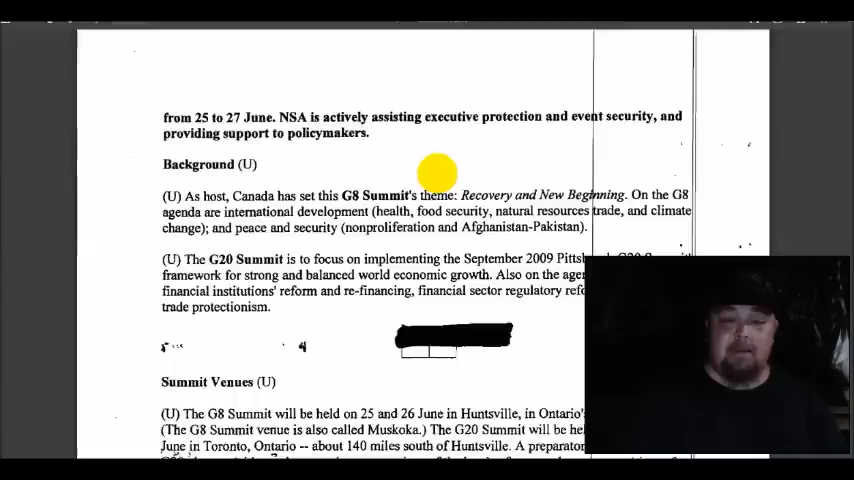 from 25 to 27 June. NSA is actively assisting executive protection and event security, and
providing support to policymakers.
Background (U)
(U) As host, Canada has set this G8 Summit's theme: Recovery and New Beginning. On the G8
agenda are international development (health, food security, natural resources trade, and climate
change); and peace and security (nonproliferation and Afghanistan-Pakistan).
(U) The G20 Summit is to focus on implementing the September 2009 Pittsb
framework for strong and balanced world economic growth. Also on the agen
financial institutions' reform and re-financing, financial sector regulatory refo
trade protectionism.
Summit Venues (U)
(U) The G8 Summit will be held on 25 and 26 June in Huntsville, in Ontario's
(The G8 Summit venue is also called Muskoka.) The G20 Summit will be hel
June in Toronto, Ontario -- about 140 miles south of Huntsville. A preparator